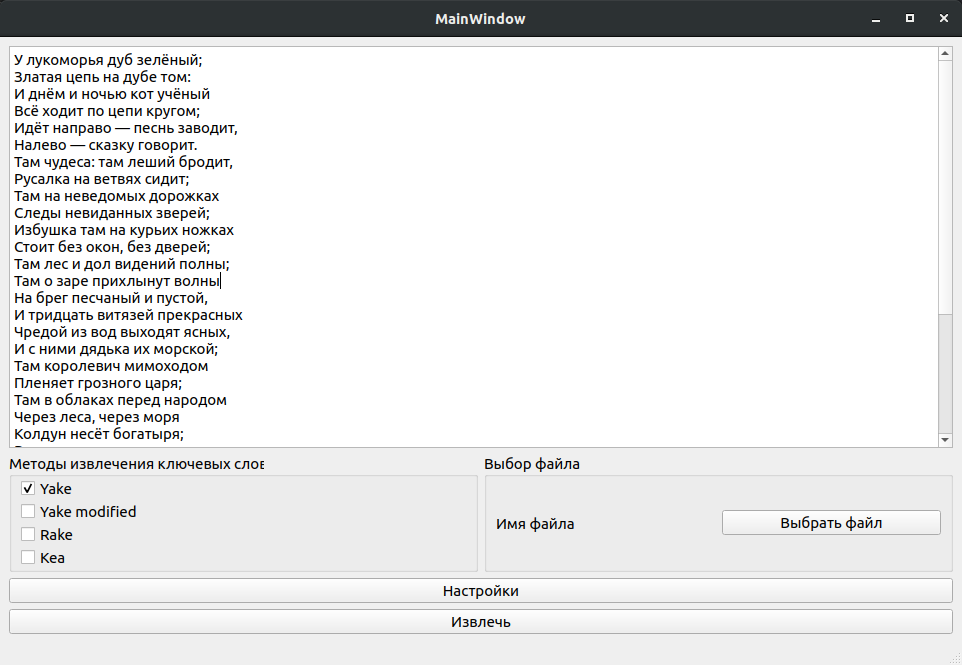 MainWindow
У лукоморья дуб зелёный;
Златая цепь на дубе том:
И днём и ночью кот учёный
Всё ходит по цепи кругом;
Идёт направо — песнь заводит,
Налево — сказку говорит.
Там чудеса: там леший бродит,
Русалка на ветвях сидит;
Там на неведомых дорожках
Следы невиданных зверей;
Избушка там на курьих ножках
Стоит без окон, без дверей;
Там лес и дол видений полны;
Там о заре прихлынут волны
На брег песчаный и пустой,
И тридцать витязей прекрасных
Чредой из вод выходят ясных,
И с ними дядька их морской;
Там королевич мимоходом
Пленяет грозного царя;
Там в облаках перед народом
Через леса, через моря
Колдун несёт богатыря;
Методы извлечения ключевых слов
Yake
Yake modified
Rake
Kea
Выбор файла
Имя файла
Выбрать файл
Настройки
Извлечь